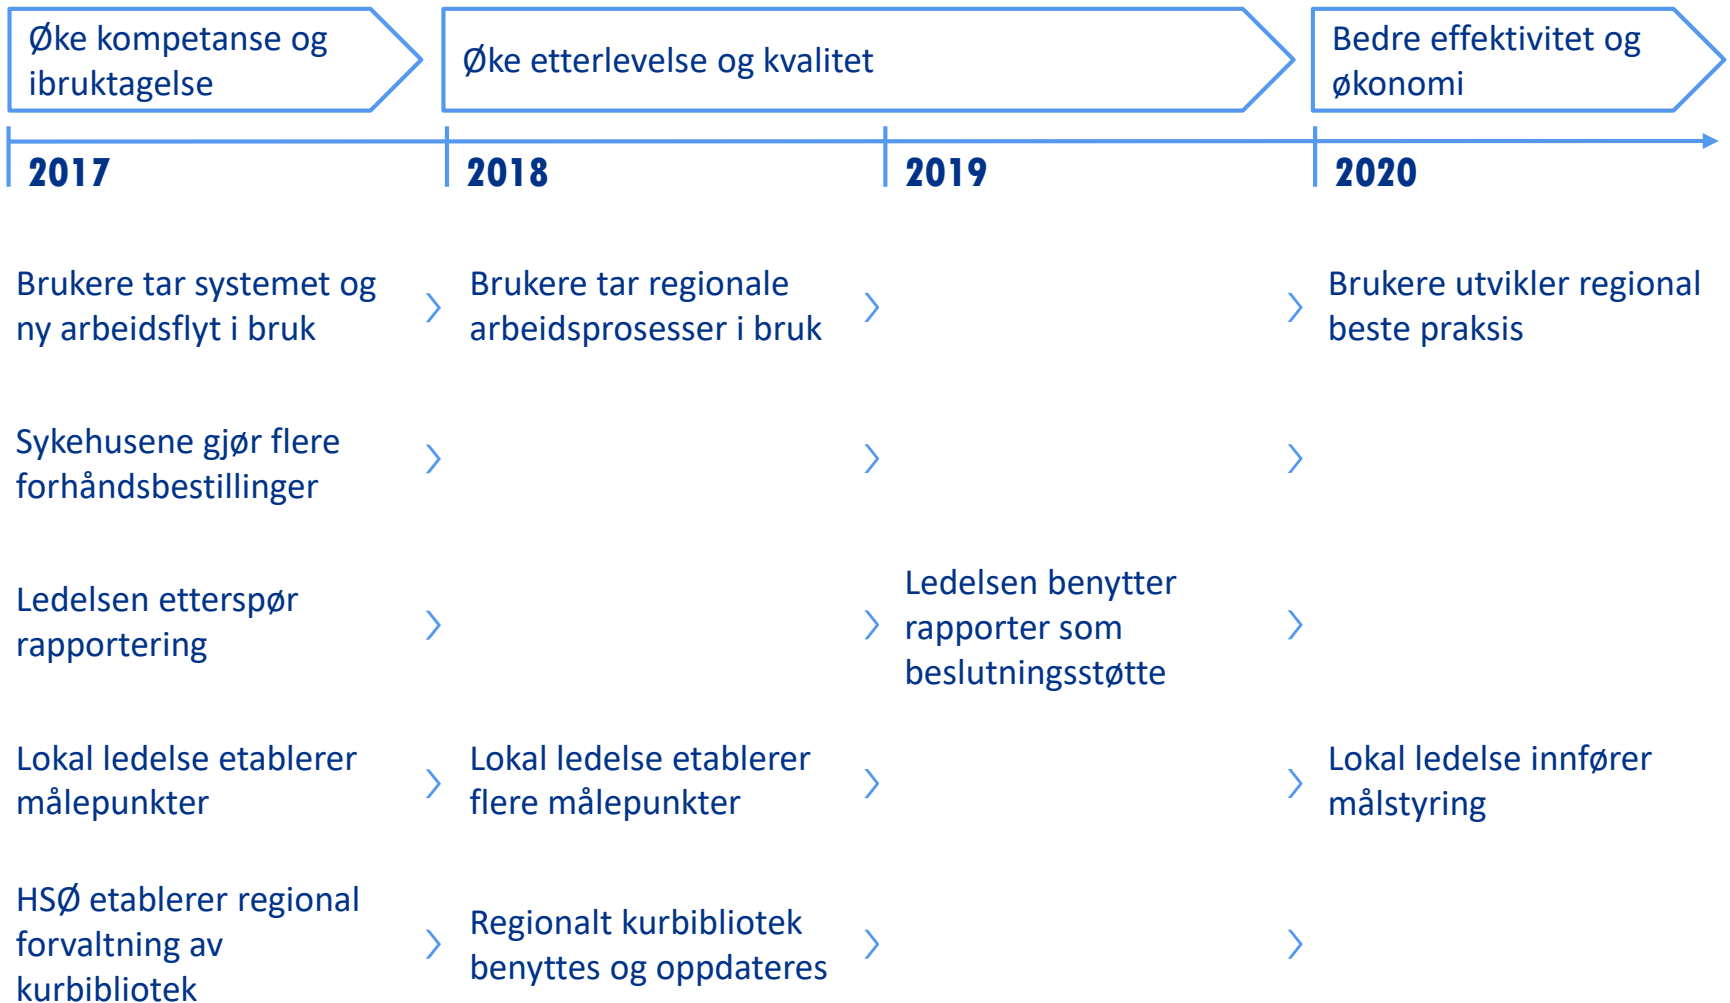 Øke kompetanse og
ibruktagelse
Øke etterlevelse og kvalitet
Bedre effektivitet og
økonomi
2017
2018
2019
2020
Brukere tar systemet og
ny arbeidsflyt i bruk
Brukere tar regionale
arbeidsprosesser i bruk
Brukere utvikler regional
beste praksis
Sykehusene gjør flere
forhåndsbestillinger
Ledelsen etterspør
rapportering
Ledelsen benytter
rapporter som
beslutningsstøtte
Lokal ledelse etablerer
målepunkter
Lokal ledelse etablerer
flere målepunkter
Lokal ledelse innfører
målstyring
HSØ etablerer regional
forvaltning av
kurbibliotek
Regionalt kurbibliotek
benyttes og oppdateres